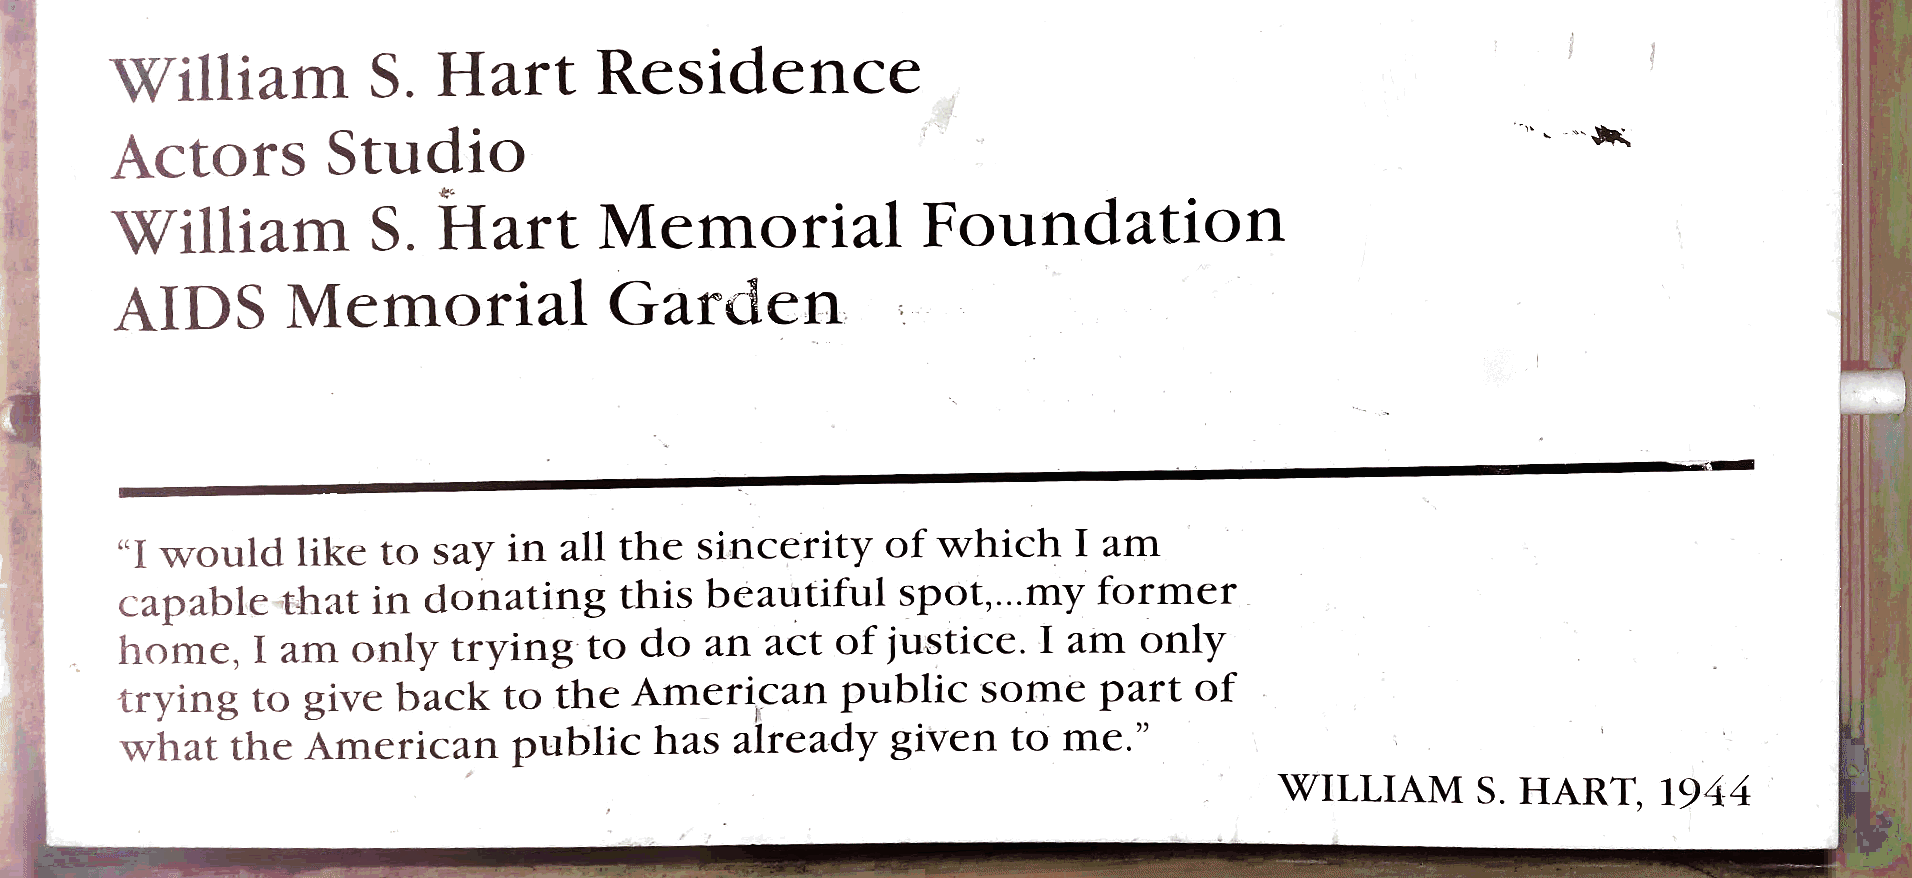 William S. Hart Residence
Actors Studio
William S. Hart Memorial Foundation
AIDS Memorial Garden
“I would like to say in all the sincerity of which I am
capable that in donating this beautiful spot,...my former
home, I am only trying to do an act of justice. I am only
trying to give back to the American public some part of
what the American public has already given to me.”
WILLIAM S. HART, 1944